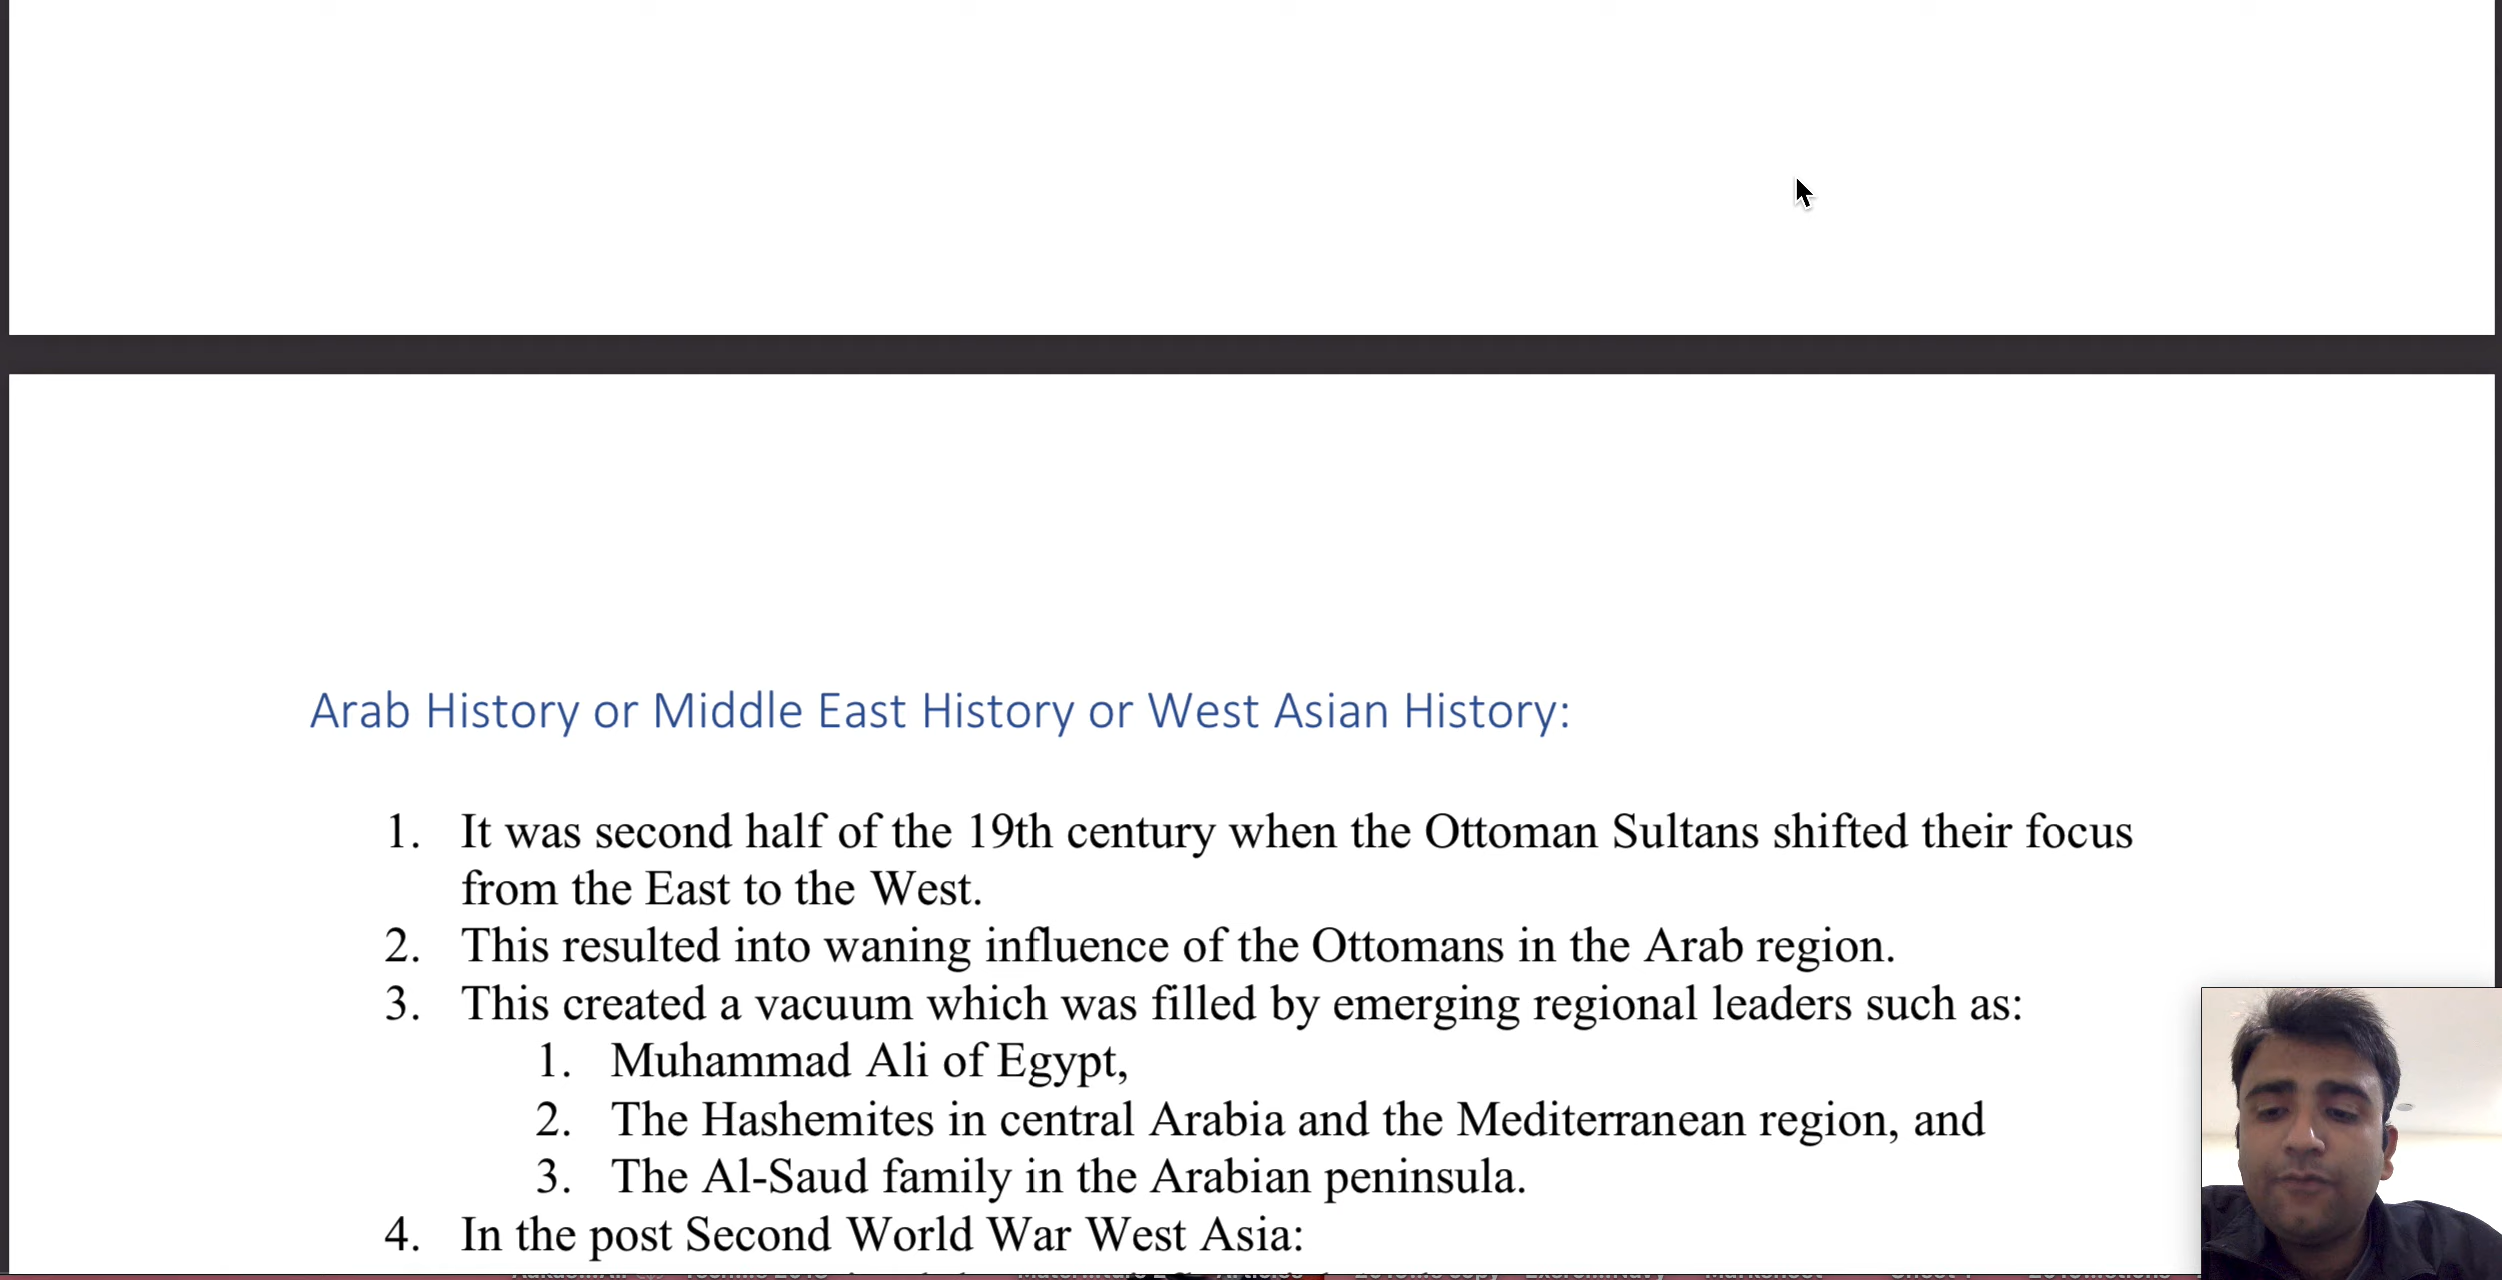 Arab History or Middle East History or West Asian History:
1. It was second half of the 19th century when the Ottoman Sultans shifted their focus
from the East to the West.
2. This resulted into waning influence of the Ottomans in the Arab region.
3. This created a vacuum which was filled by emerging regional leaders such as:
1. Muhammad Ali of Egypt,
2. The Hashemites in central Arabia and the Mediterranean region, and
3. The Al-Saud family in the Arabian peninsula.
4. In the post Second World War West Asia: